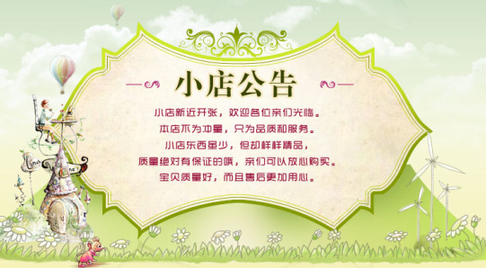 小店公告
小店新近开张，欢迎各位亲们光临。
本店不为冲量，只为品质和服务。
小店东西虽少，但却样样精品，
质量绝对有保证的哦，亲们可以放心购买。
宝贝质量好，而且售后更加用心。